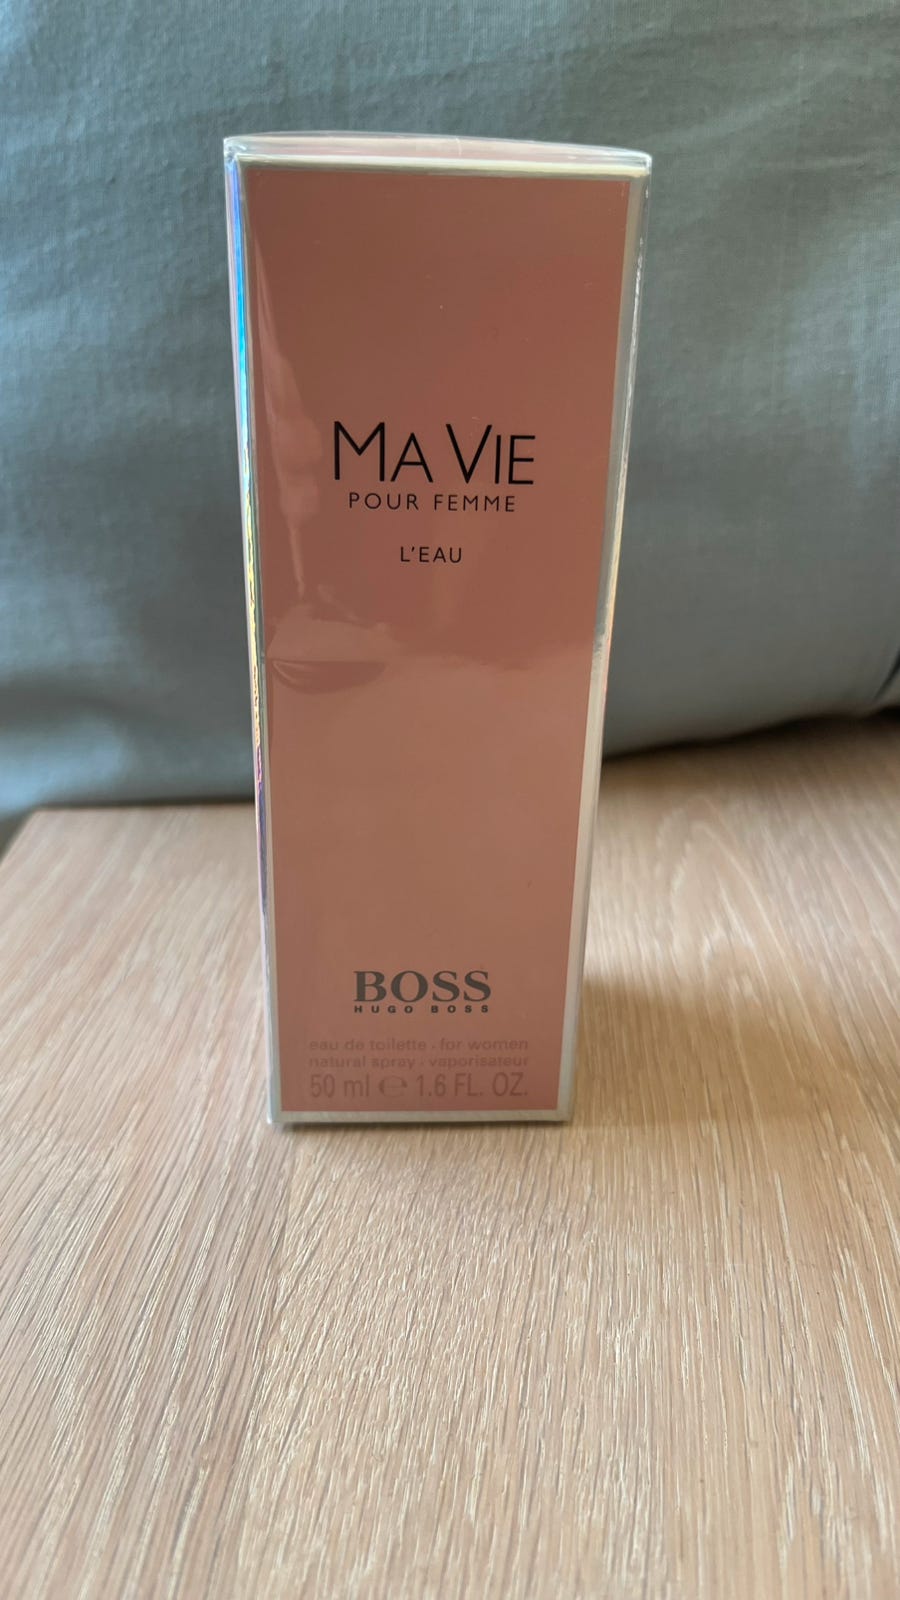 MA VIE
POUR FEMME
L'EAU
BOSS
HUGO BOSS
eau de toilette · for women
natural spray · vaporisateur
50 ml ℮ 1.6 FL. OZ.